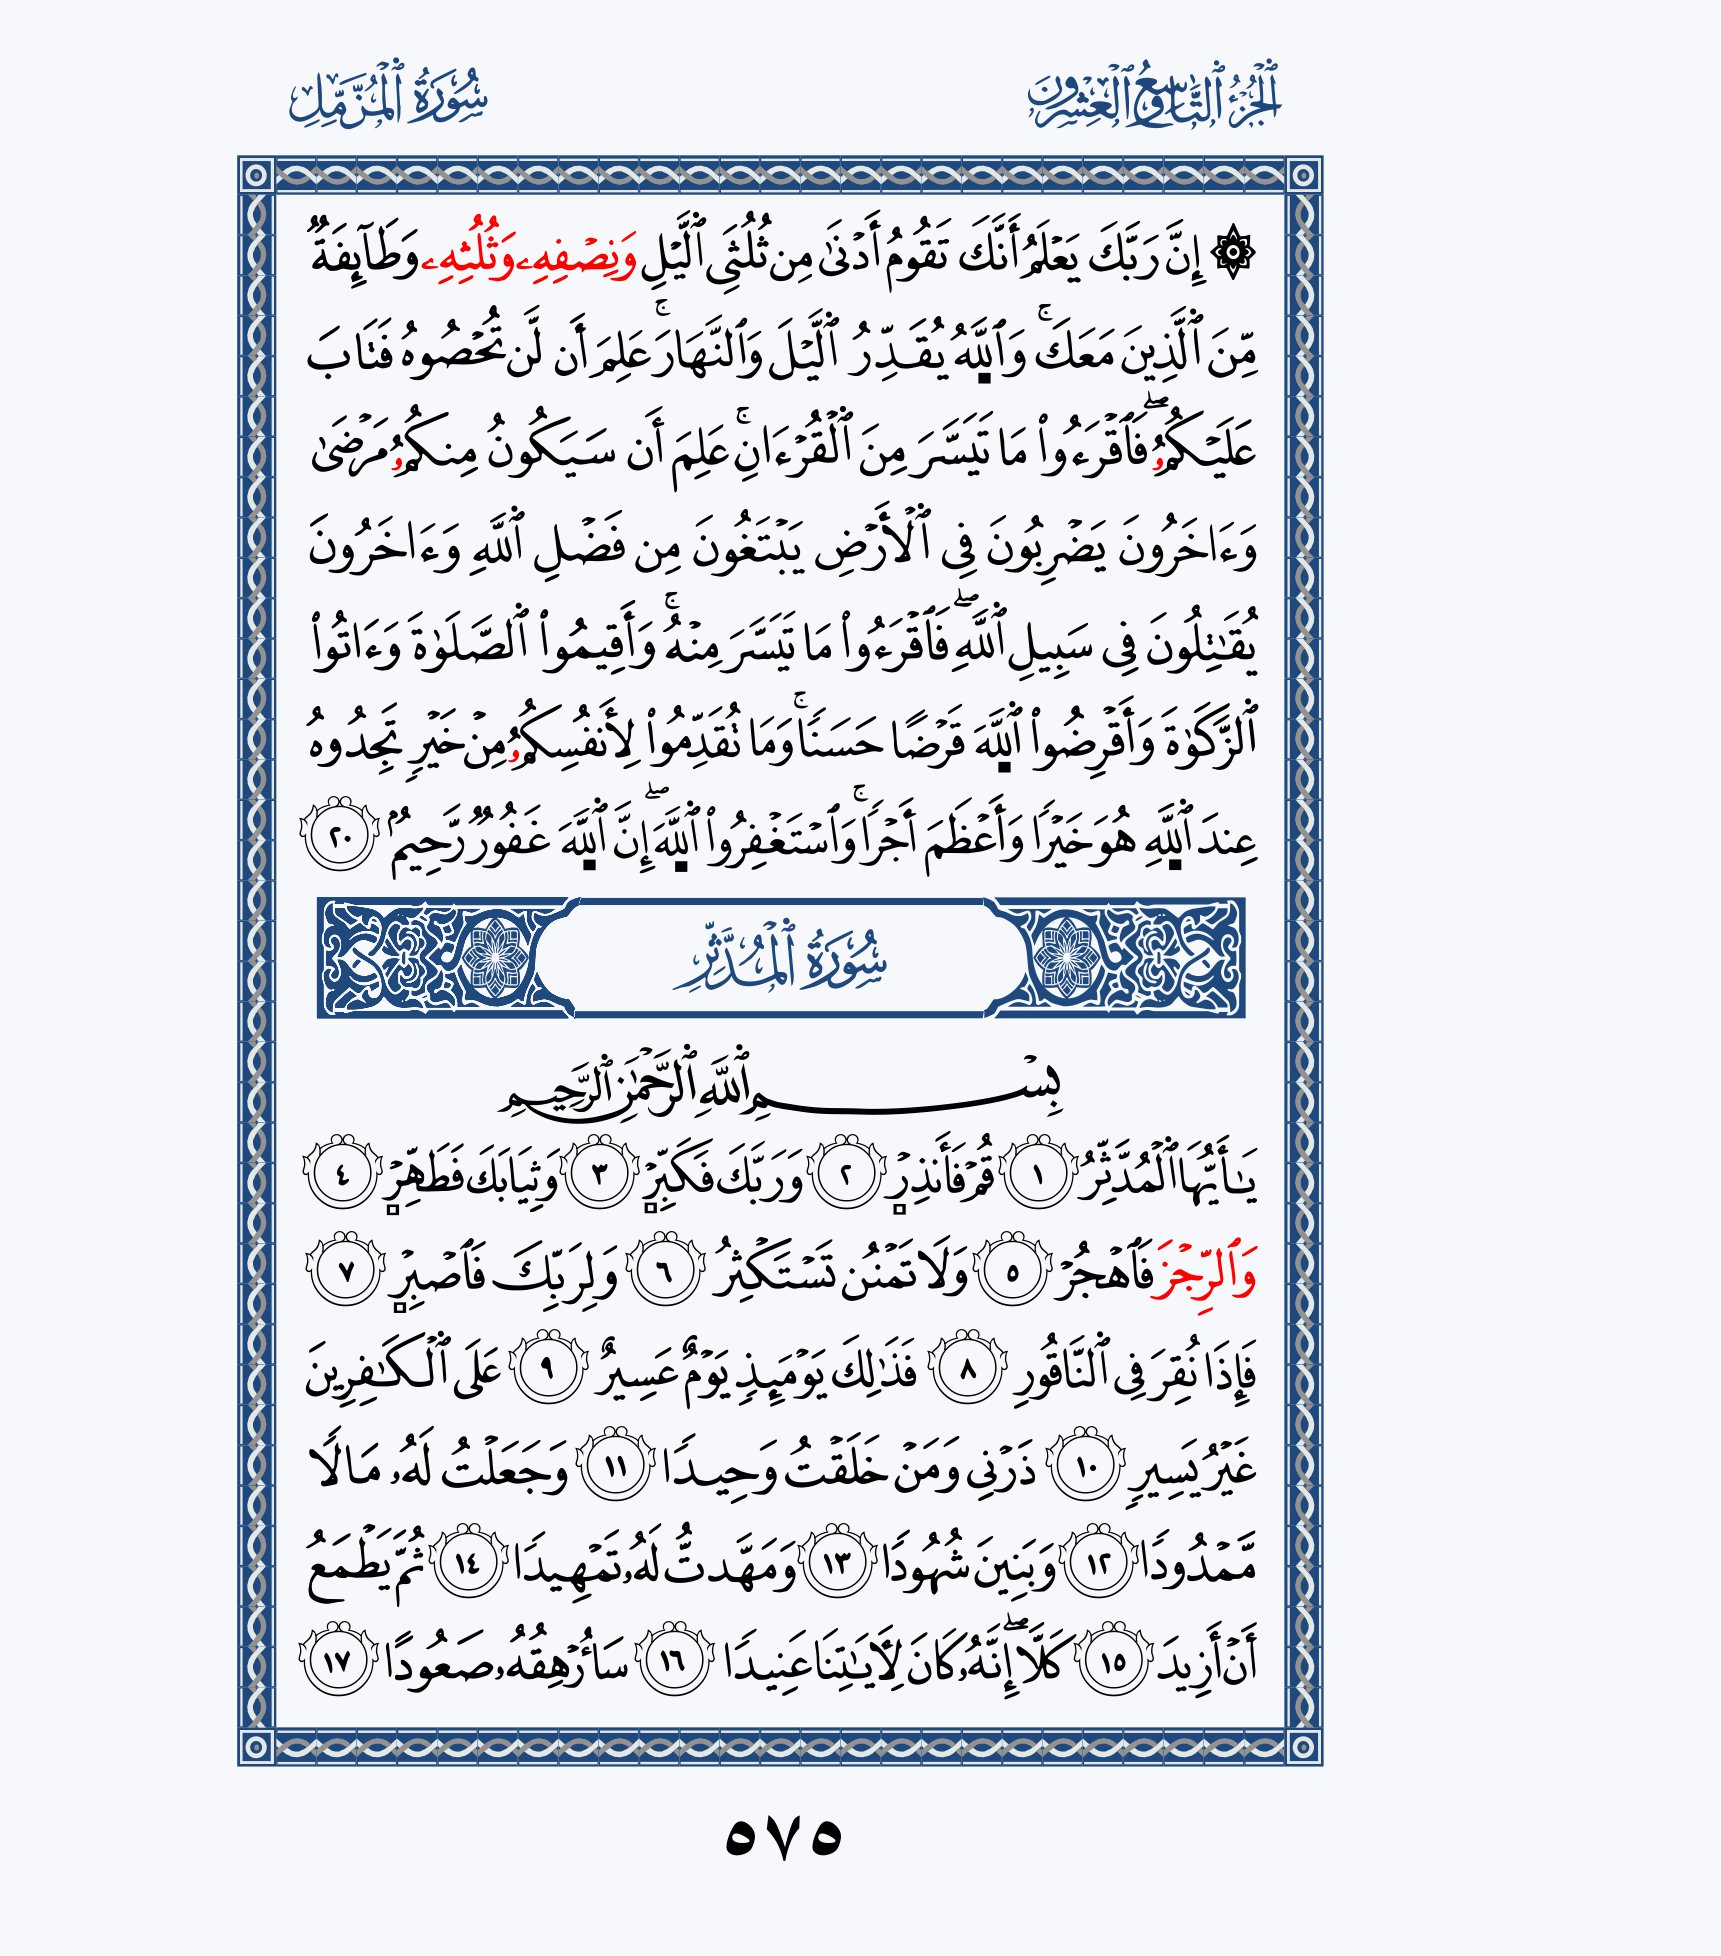 الجُزْءُ ٱلتَّاسِعُ وَٱلْعِشْرُونَ
سُورَةُ ٱلْمُزَّمِّلِ
۞ إِنَّ رَبَّكَ يَعْلَمُ أَنَّكَ تَقُومُ أَدْنَىٰ مِن ثُلُثَيِ ٱلَّيْلِ وَنِصْفِهِۦ وَثُلُثِهِۦ وَطَآئِفَةٌ
مِّنَ ٱلَّذِينَ مَعَكَۚ وَٱللَّهُ يُقَدِّرُ ٱلَّيْلَ وَٱلنَّهَارَۚ عَلِمَ أَن لَّن تُحْصُوهُ فَتَابَ
عَلَيْكُمُۥۖ فَٱقْرَءُواْ مَا تَيَسَّرَ مِنَ ٱلْقُرْءَانِۚ عَلِمَ أَن سَيَكُونُ مِنكُمُۥ مَرْضَىٰ
وَءَاخَرُونَ يَضْرِبُونَ فِى ٱلْأَرْضِ يَبْتَغُونَ مِن فَضْلِ ٱللَّهِ وَءَاخَرُونَ
يُقَٰتِلُونَ فِى سَبِيلِ ٱللَّهِۖ فَٱقْرَءُواْ مَا تَيَسَّرَ مِنْهُۚ وَأَقِيمُواْ ٱلصَّلَوٰةَ وَءَاتُواْ
ٱلزَّكَوٰةَ وَأَقْرِضُواْ ٱللَّهَ قَرْضًا حَسَنًاۚ وَمَا تُقَدِّمُواْ لِأَنفُسِكُمُۥ مِنْ خَيْرٍ تَجِدُوهُ
عِندَ ٱللَّهِ هُوَ خَيْرًا وَأَعْظَمَ أَجْرًاۚ وَٱسْتَغْفِرُواْ ٱللَّهَۖ إِنَّ ٱللَّهَ غَفُورٌ رَّحِيمٌ ٢٠
سُورَةُ ٱلْمُدَّثِّرِ
بِسْمِ ٱللَّهِ ٱلرَّحْمَٰنِ ٱلرَّحِيمِ
يَٰأَيُّهَا ٱلْمُدَّثِّرُ ١ قُمْ فَأَنذِرْ ٢ وَرَبَّكَ فَكَبِّرْ ٣ وَثِيَابَكَ فَطَهِّرْ ٤
وَٱلرِّجْزَ فَٱهْجُرْ ٥ وَلَا تَمْنُن تَسْتَكْثِرُ ٦ وَلِرَبِّكَ فَٱصْبِرْ ٧
فَإِذَا نُقِرَ فِى ٱلنَّاقُورِ ٨ فَذَٰلِكَ يَوْمَئِذٍ يَوْمٌ عَسِيرٌ ٩ عَلَى ٱلْكَٰفِرِينَ
غَيْرُ يَسِيرٍ ١٠ ذَرْنِى وَمَنْ خَلَقْتُ وَحِيدًا ١١ وَجَعَلْتُ لَهُۥ مَالًا
مَّمْدُودًا ١٢ وَبَنِينَ شُهُودًا ١٣ وَمَهَّدتُّ لَهُۥ تَمْهِيدًا ١٤ ثُمَّ يَطْمَعُ
أَنْ أَزِيدَ ١٥ كَلَّاۖ إِنَّهُۥ كَانَ لِأَيَٰتِنَا عَنِيدًا ١٦ سَأُرْهِقُهُۥ صَعُودًا ١٧
٥٧٥